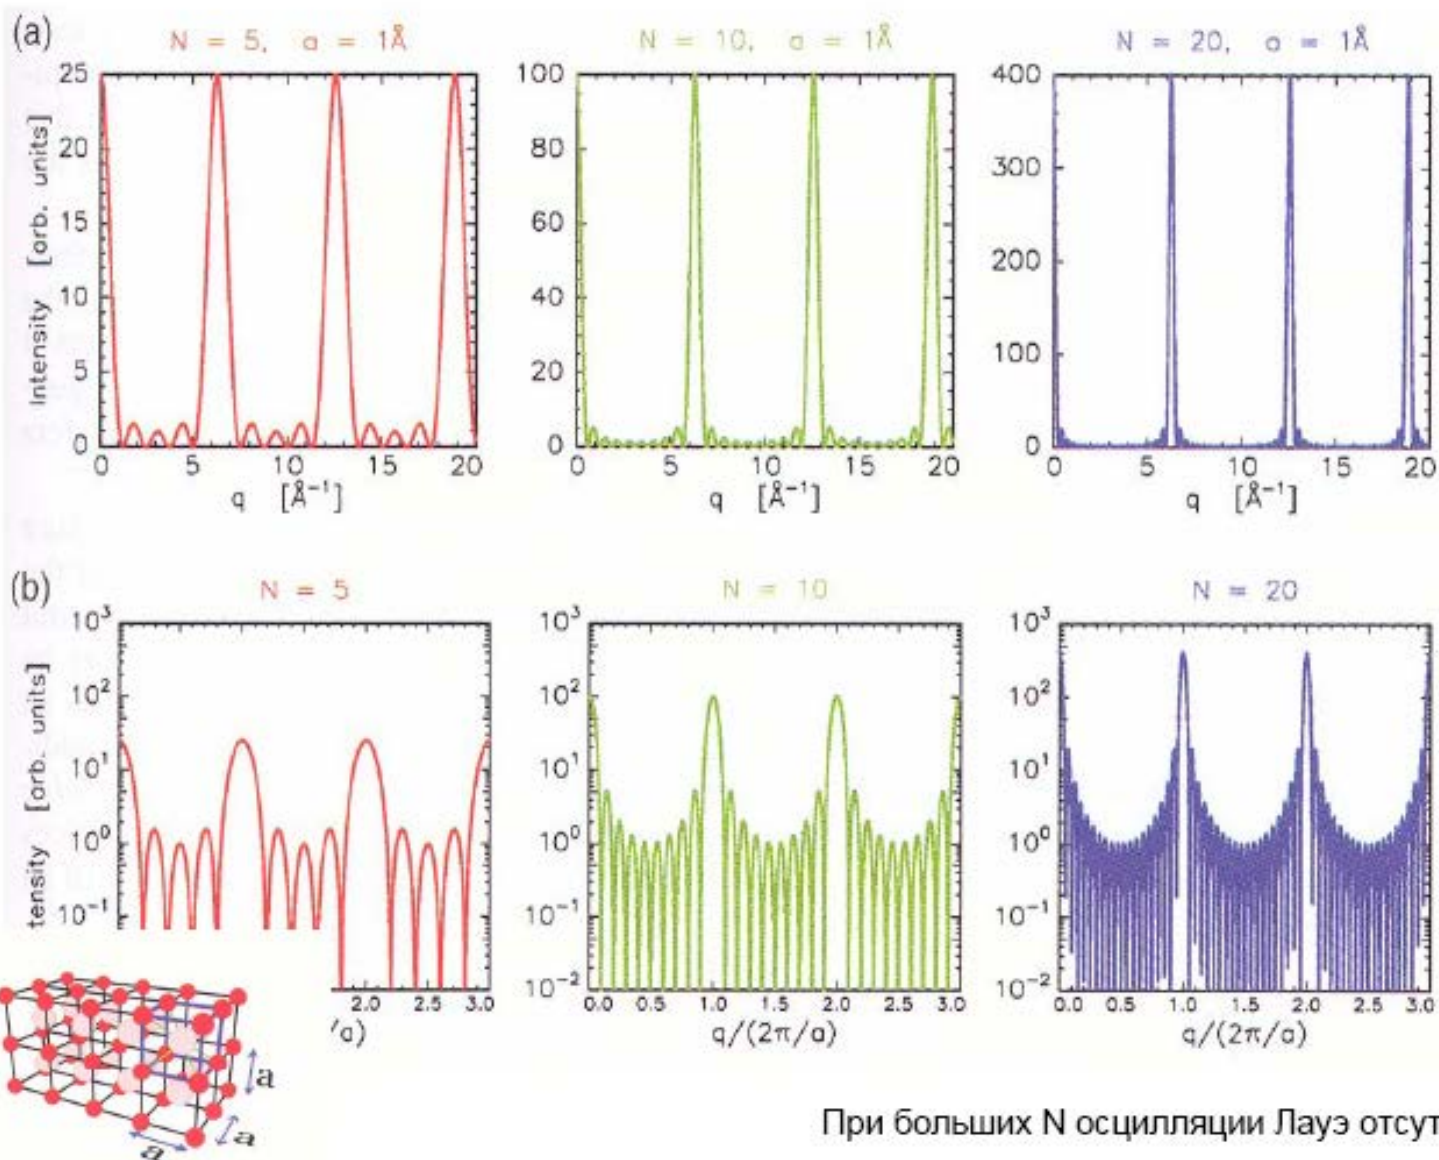 (a)
N = 5, a = 1Å
N = 10, a = 1Å
N = 20, a = 1Å
Intensity [orb. units]
25
20
15
10
5
0
0 5 10 15 20
q [Å⁻¹]
100
80
60
40
20
0
0 5 10 15 20
q [Å⁻¹]
400
300
200
100
0
0 5 10 15 20
q [Å⁻¹]
(b)
N = 5
N = 10
N = 20
tensity [orb. units]
10³
10²
10¹
10⁰
10⁻¹
2.0 2.5 3.0
/a)
10³
10²
10¹
10⁰
10⁻¹
10⁻²
0.0 0.5 1.0 1.5 2.0 2.5 3.0
q/(2π/a)
10³
10²
10¹
10⁰
10⁻¹
10⁻²
0.0 0.5 1.0 1.5 2.0 2.5 3.0
q/(2π/a)
a
a
a
При больших N осцилляции Лауэ отсут